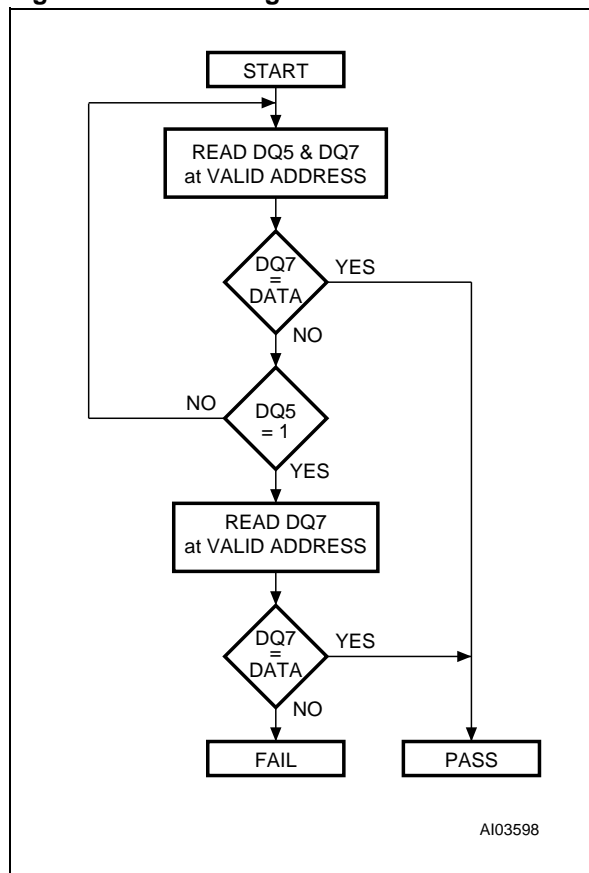 START
READ DQ5 & DQ7
at VALID ADDRESS
DQ7
=
DATA
YES
NO
NO
DQ5
= 1
YES
READ DQ7
at VALID ADDRESS
DQ7
=
DATA
YES
NO
FAIL
PASS
AI03598